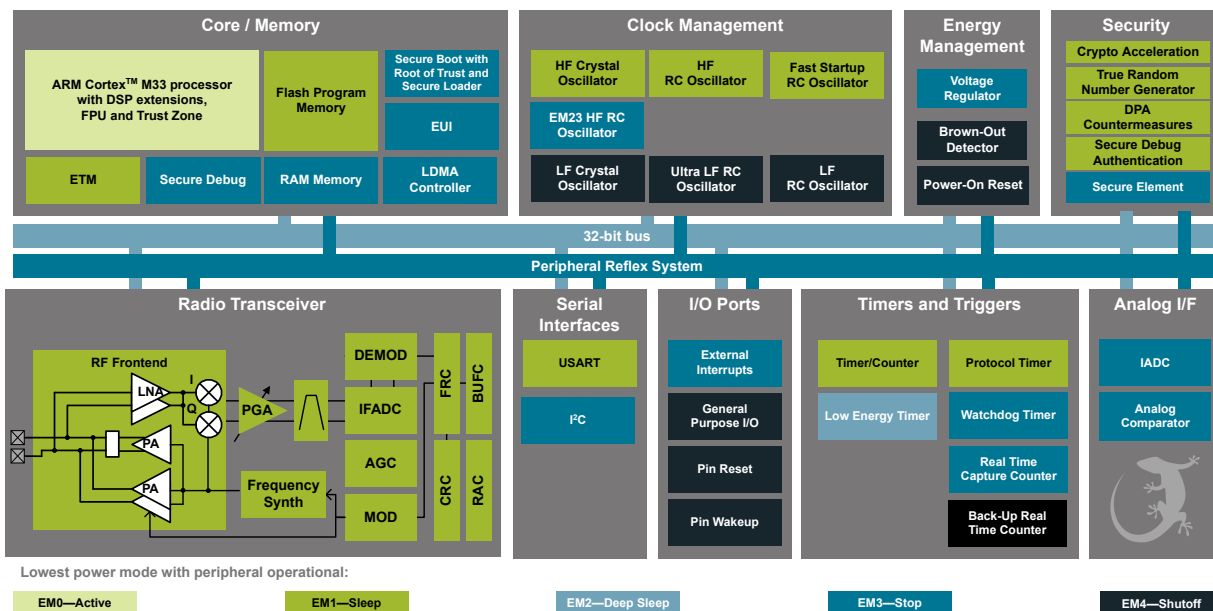 Core / Memory
Clock Management
Energy
Management
Security
ARM Cortex™ M33 processor
with DSP extensions,
FPU and Trust Zone
Flash Program
Memory
Secure Boot with
Root of Trust and
Secure Loader
EUI
ETM
Secure Debug
RAM Memory
LDMA
Controller
HF Crystal
Oscillator
HF
RC Oscillator
Fast Startup
RC Oscillator
EM23 HF RC
Oscillator
LF Crystal
Oscillator
Ultra LF RC
Oscillator
LF
RC Oscillator
Voltage
Regulator
Brown-Out
Detector
Power-On Reset
Crypto Acceleration
True Random
Number Generator
DPA
Countermeasures
Secure Debug
Authentication
Secure Element
32-bit bus
Peripheral Reflex System
Radio Transceiver
RF Frontend
LNA
I
Q
PA
PA
PGA
Frequency
Synth
DEMOD
IFADC
AGC
MOD
FRC
BUFC
CRC
RAC
Serial
Interfaces
USART
I²C
I/O Ports
External
Interrupts
General
Purpose I/O
Pin Reset
Pin Wakeup
Timers and Triggers
Timer/Counter
Protocol Timer
Low Energy Timer
Watchdog Timer
Real Time
Capture Counter
Back-Up Real
Time Counter
Analog I/F
IADC
Analog
Comparator
Lowest power mode with peripheral operational:
EM0—Active
EM1—Sleep
EM2—Deep Sleep
EM3—Stop
EM4—Shutoff